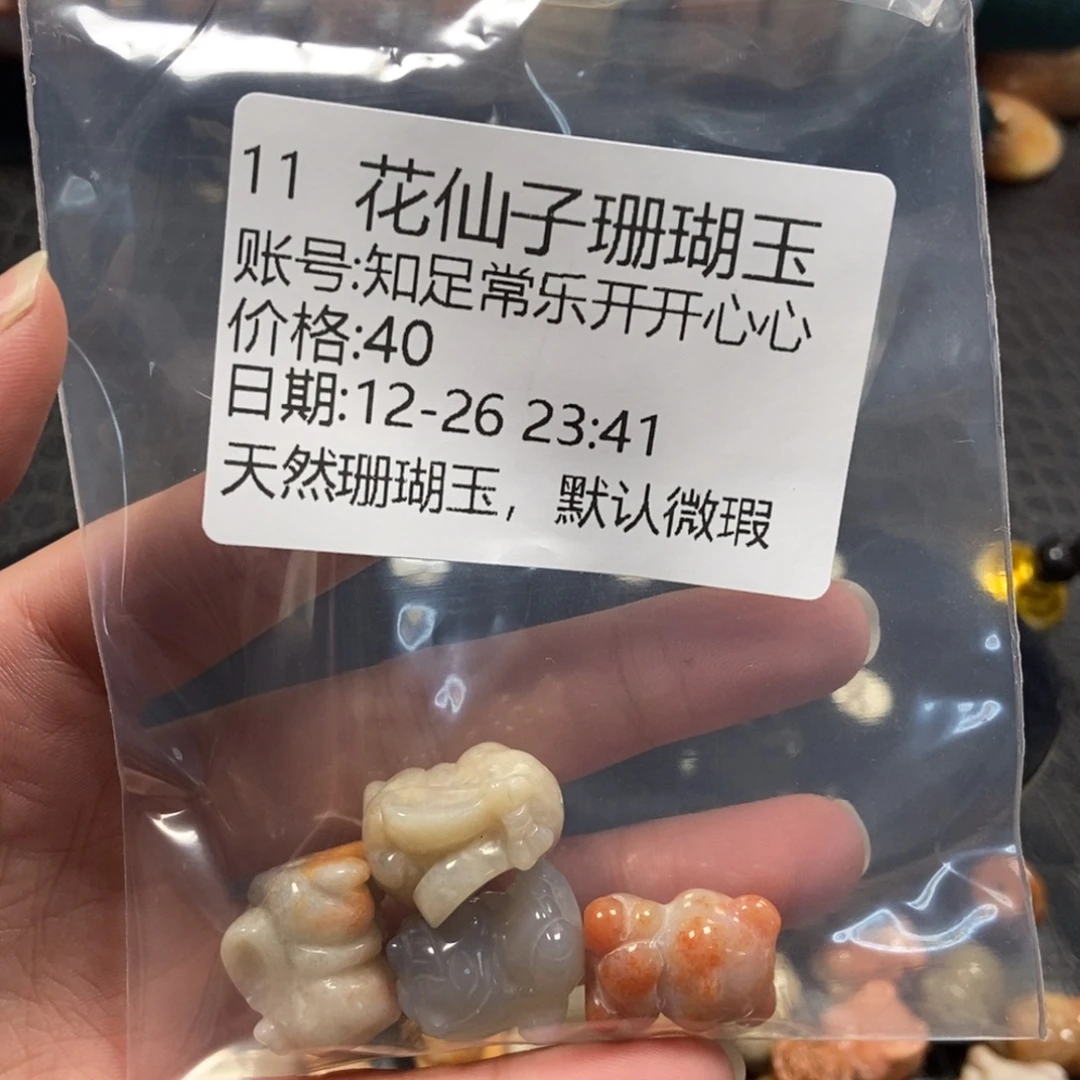 11 花仙子珊瑚玉
账号:知足常乐开开心心
价格:40
日期:12-26 23:41
天然珊瑚玉，默认微瑕